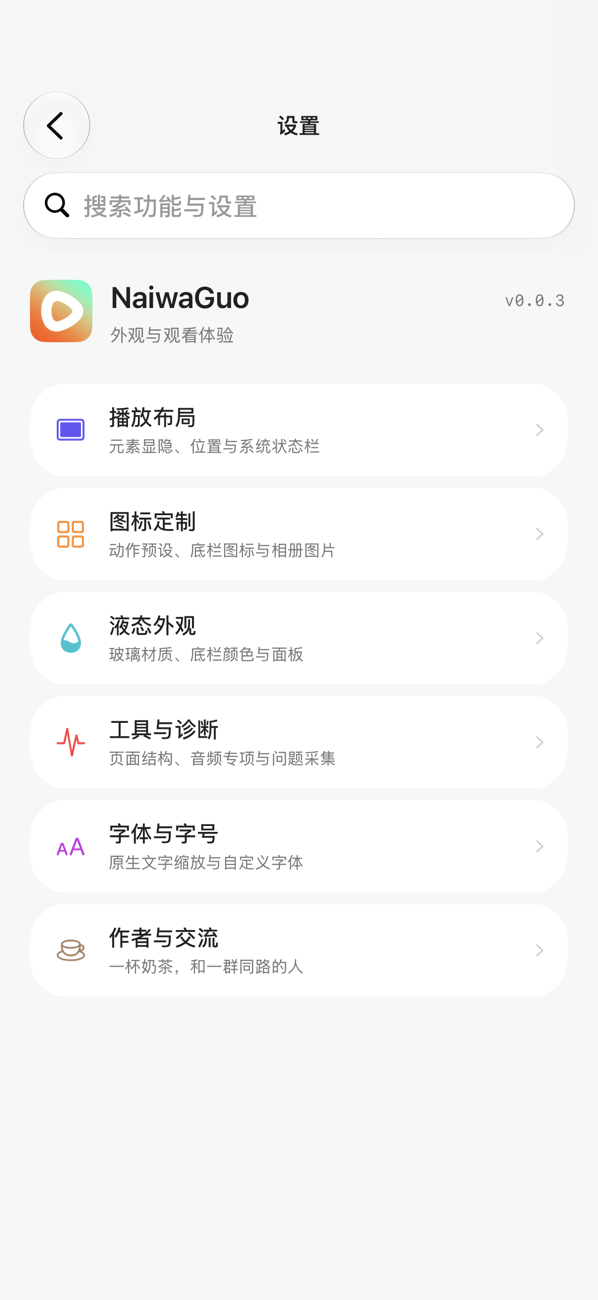 设置
搜索功能与设置
NaiwaGuo
v0.0.3
外观与观看体验
播放布局
元素显隐、位置与系统状态栏
图标定制
动作预设、底栏图标与相册图片
液态外观
玻璃材质、底栏颜色与面板
工具与诊断
页面结构、音频专项与问题采集
AA
字体与字号
原生文字缩放与自定义字体
作者与交流
一杯奶茶，和一群同路的人